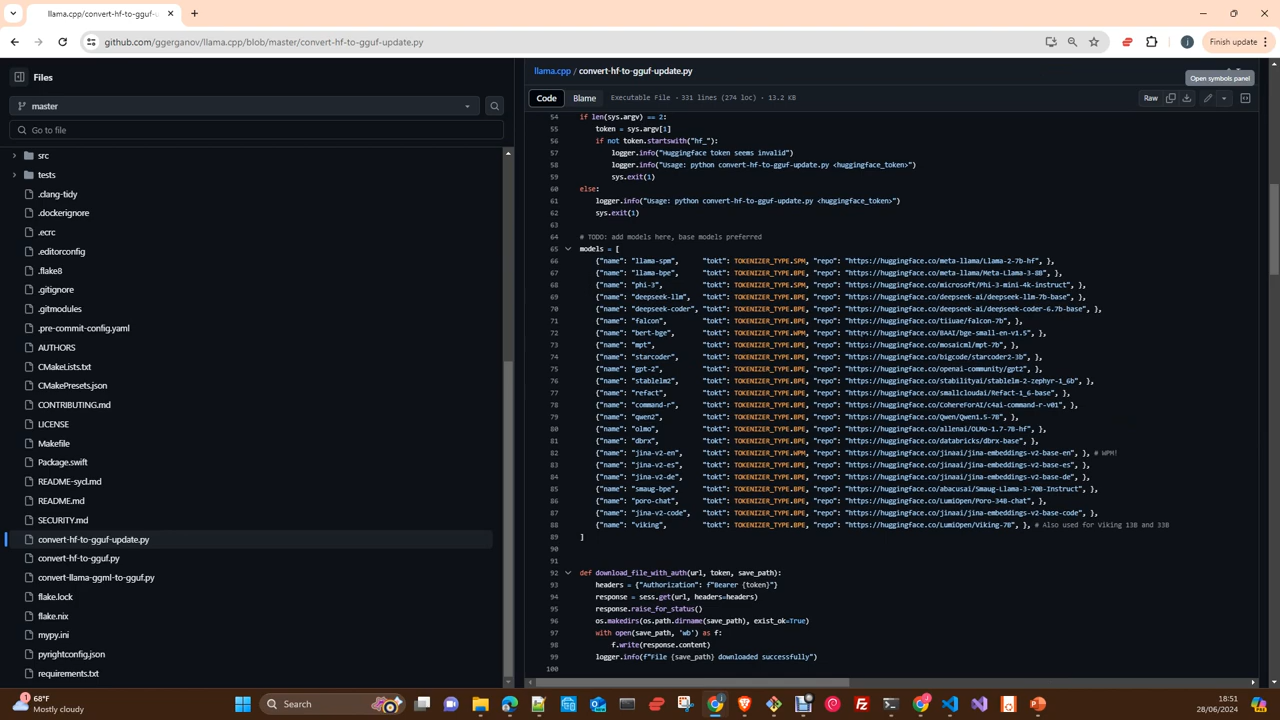 llama.cpp/convert-hf-to-gguf-u
github.com/ggerganov/llama.cpp/blob/master/convert-hf-to-gguf-update.py
Finish update
Files
master
Go to file
src
tests
.clang-tidy
.dockerignore
.ecrc
.editorconfig
.flake8
.gitignore
.gitmodules
.pre-commit-config.yaml
AUTHORS
CMakeLists.txt
CMakePresets.json
CONTRIBUTING.md
LICENSE
Makefile
Package.swift
README-sycl.md
README.md
SECURITY.md
convert-hf-to-gguf-update.py
convert-hf-to-gguf.py
convert-llama-ggml-to-gguf.py
flake.lock
flake.nix
mypy.ini
pyrightconfig.json
requirements.txt
llama.cpp / convert-hf-to-gguf-update.py
Open symbols panel
Code Blame Executable File · 331 lines (274 loc) · 13.2 KB Raw
54 if len(sys.argv) == 2:
55 token = sys.argv[1]
56 if not token.startswith("hf_"):
57 logger.info("Huggingface token seems invalid")
58 logger.info("Usage: python convert-hf-to-gguf-update.py <huggingface_token>")
59 sys.exit(1)
60 else:
61 logger.info("Usage: python convert-hf-to-gguf-update.py <huggingface_token>")
62 sys.exit(1)
63
64 # TODO: add models here, base models preferred
65 models = [
66 {"name": "llama-spm", "tokt": TOKENIZER_TYPE.SPM, "repo": "https://huggingface.co/meta-llama/Llama-2-7b-hf", },
67 {"name": "llama-bpe", "tokt": TOKENIZER_TYPE.BPE, "repo": "https://huggingface.co/meta-llama/Meta-Llama-3-8B", },
68 {"name": "phi-3", "tokt": TOKENIZER_TYPE.SPM, "repo": "https://huggingface.co/microsoft/Phi-3-mini-4k-instruct", },
69 {"name": "deepseek-llm", "tokt": TOKENIZER_TYPE.BPE, "repo": "https://huggingface.co/deepseek-ai/deepseek-llm-7b-base", },
70 {"name": "deepseek-coder", "tokt": TOKENIZER_TYPE.BPE, "repo": "https://huggingface.co/deepseek-ai/deepseek-coder-6.7b-base", },
71 {"name": "falcon", "tokt": TOKENIZER_TYPE.BPE, "repo": "https://huggingface.co/tiiuae/falcon-7b", },
72 {"name": "bert-bge", "tokt": TOKENIZER_TYPE.WPM, "repo": "https://huggingface.co/BAAI/bge-small-en-v1.5", },
73 {"name": "mpt", "tokt": TOKENIZER_TYPE.BPE, "repo": "https://huggingface.co/mosaicml/mpt-7b", },
74 {"name": "starcoder", "tokt": TOKENIZER_TYPE.BPE, "repo": "https://huggingface.co/bigcode/starcoder2-3b", },
75 {"name": "gpt-2", "tokt": TOKENIZER_TYPE.BPE, "repo": "https://huggingface.co/openai-community/gpt2", },
76 {"name": "stablelm2", "tokt": TOKENIZER_TYPE.BPE, "repo": "https://huggingface.co/stabilityai/stablelm-2-zephyr-1_6b", },
77 {"name": "refact", "tokt": TOKENIZER_TYPE.BPE, "repo": "https://huggingface.co/smallcloudai/Refact-1_6-base", },
78 {"name": "command-r", "tokt": TOKENIZER_TYPE.BPE, "repo": "https://huggingface.co/CohereForAI/c4ai-command-r-v01", },
79 {"name": "qwen2", "tokt": TOKENIZER_TYPE.BPE, "repo": "https://huggingface.co/Qwen/Qwen1.5-7B", },
80 {"name": "olmo", "tokt": TOKENIZER_TYPE.BPE, "repo": "https://huggingface.co/allenai/OLMo-1.7-7B-hf", },
81 {"name": "dbrx", "tokt": TOKENIZER_TYPE.BPE, "repo": "https://huggingface.co/databricks/dbrx-base", },
82 {"name": "jina-v2-en", "tokt": TOKENIZER_TYPE.WPM, "repo": "https://huggingface.co/jinaai/jina-embeddings-v2-base-en", }, # WPM!
83 {"name": "jina-v2-es", "tokt": TOKENIZER_TYPE.BPE, "repo": "https://huggingface.co/jinaai/jina-embeddings-v2-base-es", },
84 {"name": "jina-v2-de", "tokt": TOKENIZER_TYPE.BPE, "repo": "https://huggingface.co/jinaai/jina-embeddings-v2-base-de", },
85 {"name": "smaug-bpe", "tokt": TOKENIZER_TYPE.BPE, "repo": "https://huggingface.co/abacusai/Smaug-Llama-3-70B-Instruct", },
86 {"name": "poro-chat", "tokt": TOKENIZER_TYPE.BPE, "repo": "https://huggingface.co/LumiOpen/Poro-34B-chat", },
87 {"name": "jina-v2-code", "tokt": TOKENIZER_TYPE.BPE, "repo": "https://huggingface.co/jinaai/jina-embeddings-v2-base-code", },
88 {"name": "viking", "tokt": TOKENIZER_TYPE.BPE, "repo": "https://huggingface.co/LumiOpen/Viking-7B", }, # Also used for Viking 13B and 33B
89 ]
90
91
92 def download_file_with_auth(url, token, save_path):
93 headers = {"Authorization": f"Bearer {token}"}
94 response = sess.get(url, headers=headers)
95 response.raise_for_status()
96 os.makedirs(os.path.dirname(save_path), exist_ok=True)
97 with open(save_path, 'wb') as f:
98 f.write(response.content)
99 logger.info(f"File {save_path} downloaded successfully")
100
68°F
Mostly cloudy
Search
18:51
28/06/2024